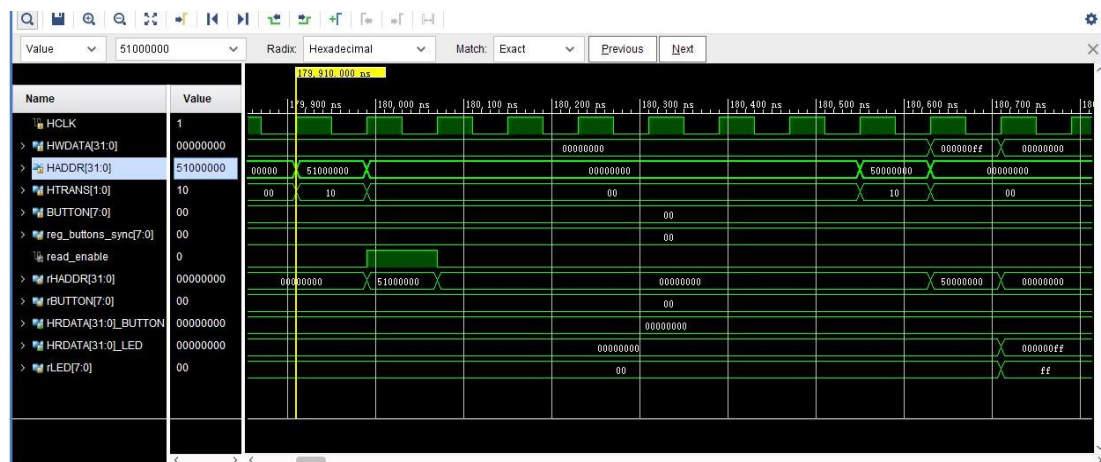 Value 51000000 Radix: Hexadecimal Match: Exact Previous Next
179,910.000 ns
Name Value
179,900 ns 180,000 ns 180,100 ns 180,200 ns 180,300 ns 180,400 ns 180,500 ns 180,600 ns 180,700 ns
HCLK 1
HWDATA[31:0] 00000000 00000000 000000ff 00000000
HADDR[31:0] 51000000 00000 51000000 00000000 50000000 00000000
HTRANS[1:0] 10 00 10 00 10 00
BUTTON[7:0] 00 00
reg_buttons_sync[7:0] 00 00
read_enable 0
rHADDR[31:0] 00000000 00000000 51000000 00000000 50000000 00000000
rBUTTON[7:0] 00 00
HRDATA[31:0]_BUTTON 00000000 00000000
HRDATA[31:0]_LED 00000000 00000000 000000ff
rLED[7:0] 00 00 ff